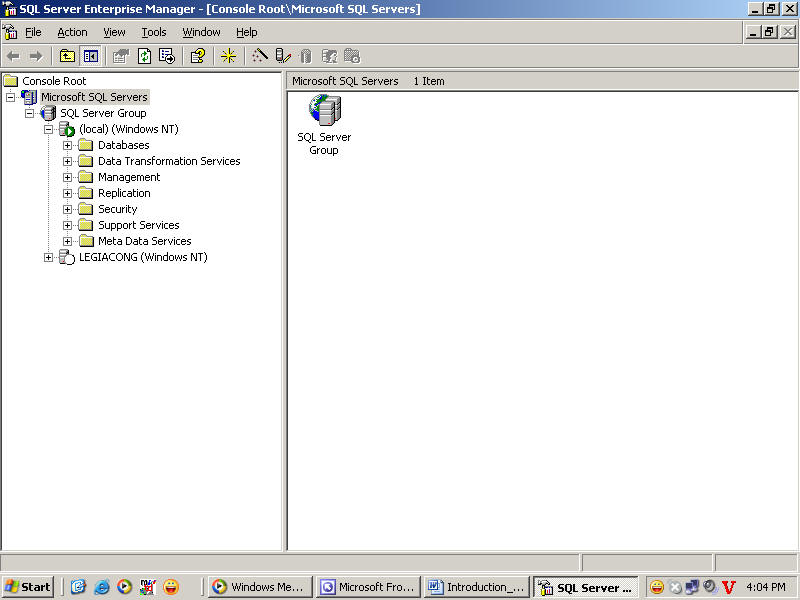 SQL Server Enterprise Manager - [Console Root\Microsoft SQL Servers]
File Action View Tools Window Help
Console Root
Microsoft SQL Servers
SQL Server Group
(local) (Windows NT)
Databases
Data Transformation Services
Management
Replication
Security
Support Services
Meta Data Services
LEGIACONG (Windows NT)
Microsoft SQL Servers 1 Item
SQL Server
Group
Start Windows Me... Microsoft Fro... Introduction_... SQL Server ... V 4:04 PM